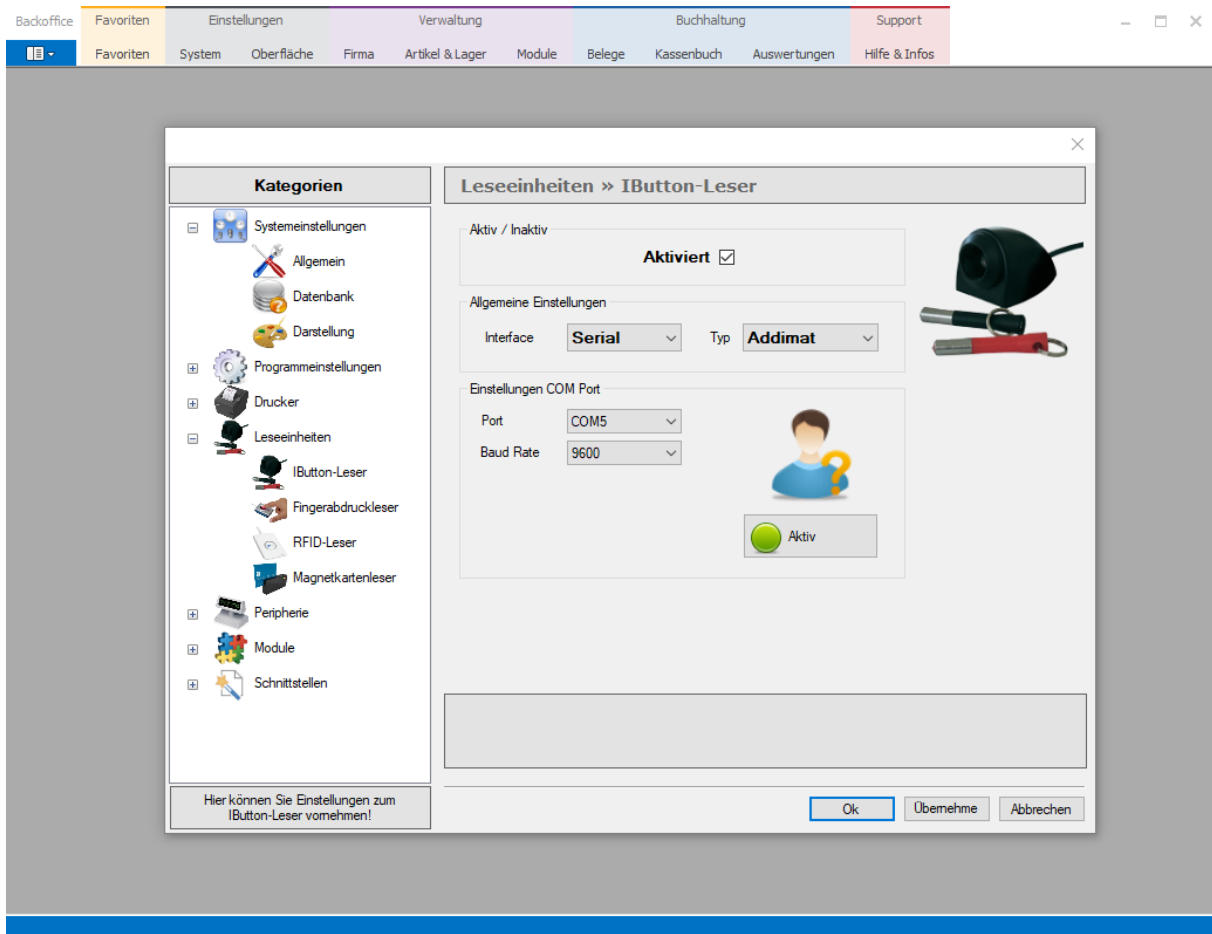 Backoffice Favoriten Einstellungen Verwaltung Buchhaltung Support
Favoriten System Oberfläche Firma Artikel & Lager Module Belege Kassenbuch Auswertungen Hilfe & Infos
Kategorien
Systemeinstellungen
Allgemein
Datenbank
Darstellung
Programmeinstellungen
Drucker
Leseeinheiten
IButton-Leser
Fingerabdruckleser
RFID-Leser
Magnetkartenleser
Peripherie
Module
Schnittstellen
Hier können Sie Einstellungen zum
IButton-Leser vornehmen!
Leseeinheiten » IButton-Leser
Aktiv / Inaktiv
Aktiviert
Allgemeine Einstellungen
Interface Serial Typ Addimat
Einstellungen COM Port
Port COM5
Baud Rate 9600
Aktiv
Ok Übernehme Abbrechen